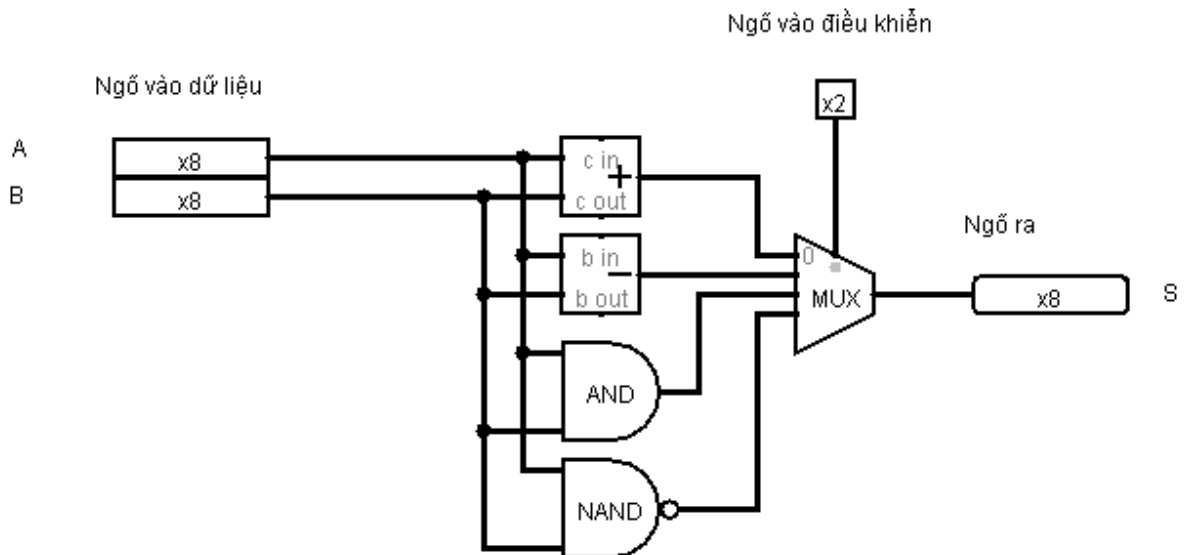 Ngõ vào điều khiển
Ngõ vào dữ liệu
x2
A
x8
c in
+
B
x8
c out
Ngõ ra
b in
−
0
b out
MUX
x8
S
AND
NAND